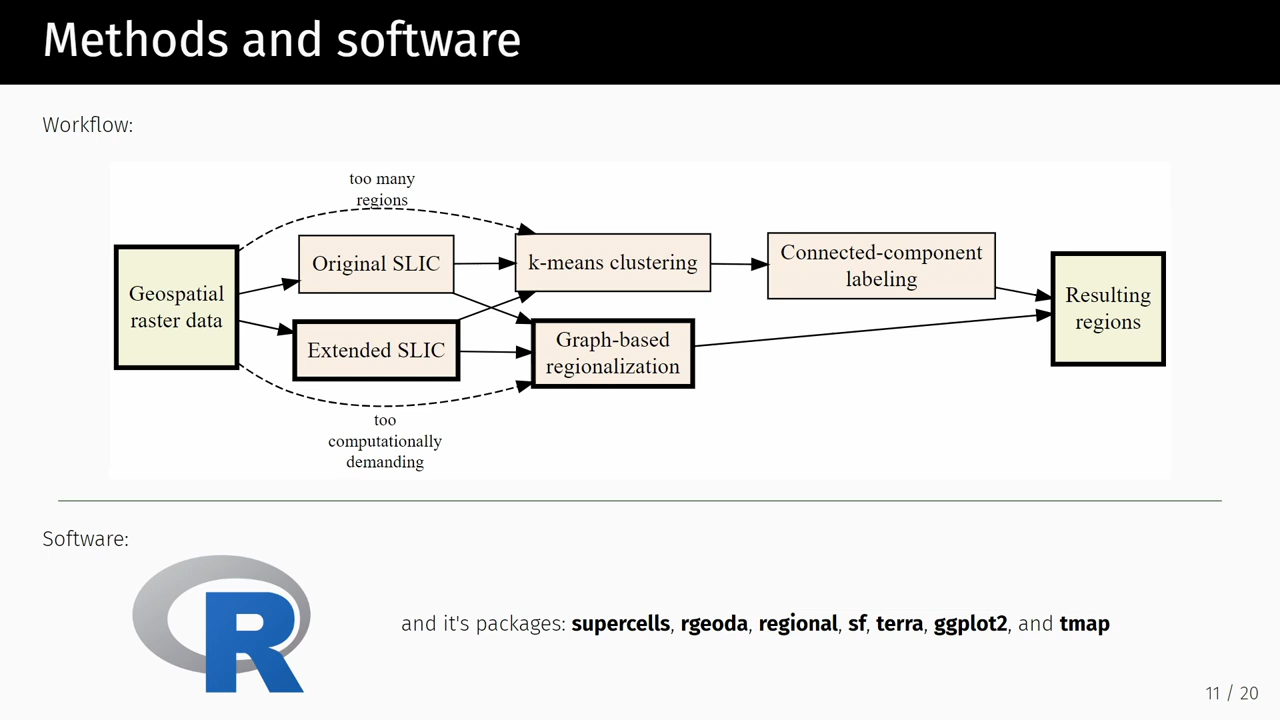 Methods and software
Workflow:
too many
regions
Original SLIC
k-means clustering
Connected-component
labeling
Geospatial
raster data
Resulting
regions
Extended SLIC
Graph-based
regionalization
too
computationally
demanding
Software:
R
and it's packages: supercells, rgeoda, regional, sf, terra, ggplot2, and tmap
11 / 20